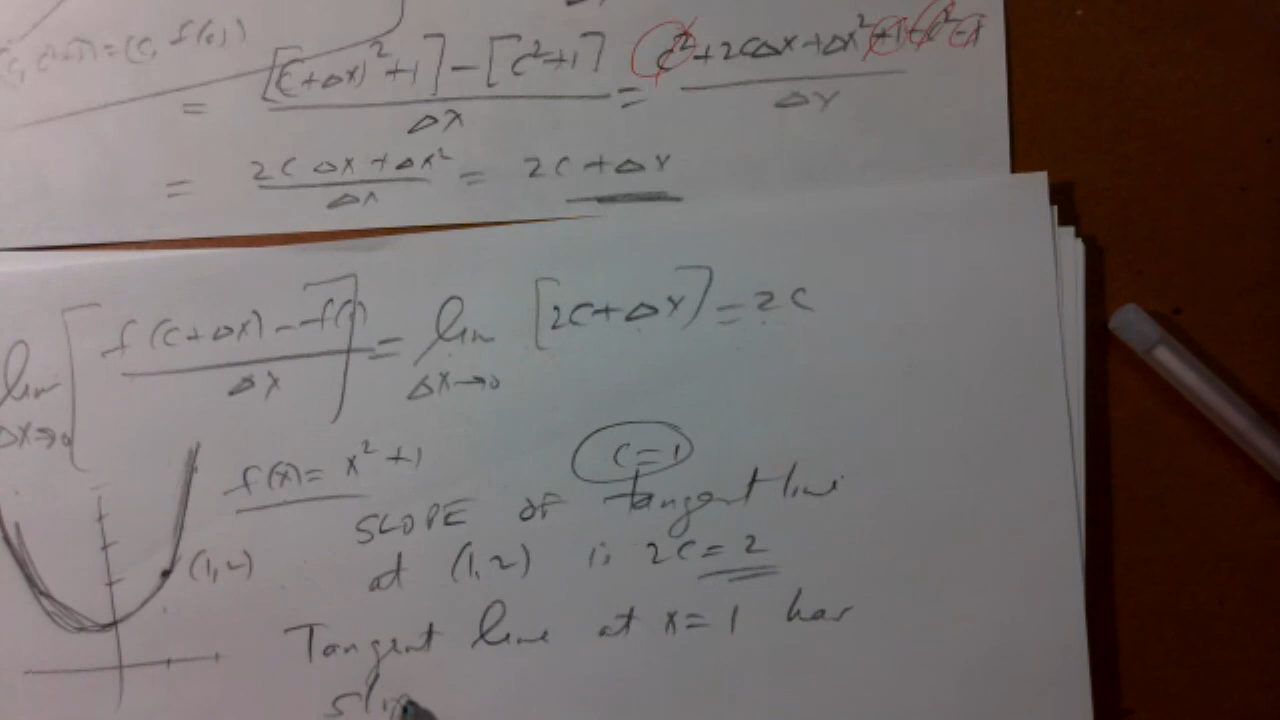 = [(C+Δx)²+1] - [C²+1] / Δx = C²+2CΔx+Δx²+1-C²-1 / Δx
= 2CΔx+Δx² / Δx = 2C+Δx
lim Δx→0 [f(C+Δx)-f(c) / Δx] = lim Δx→0 [2C+Δx] = 2C
f(x)= x²+1
C=1
SLOPE OF tangent line
(1,2)
at (1,2) is 2C=2
Tangent line at x=1 has